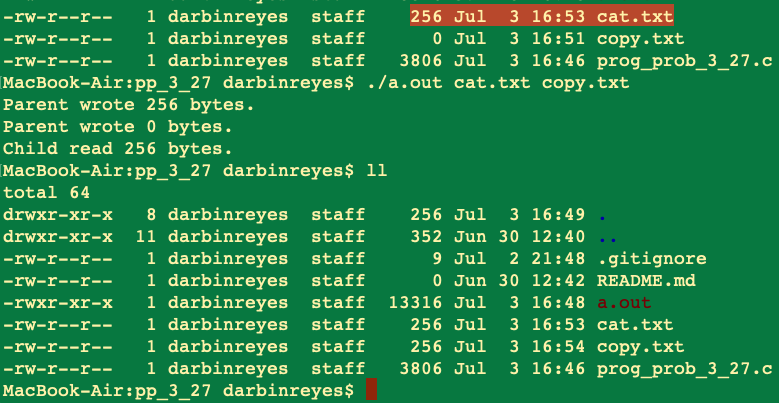 -rw-r--r-- 1 darbinreyes staff 256 Jul 3 16:53 cat.txt
-rw-r--r-- 1 darbinreyes staff 0 Jul 3 16:51 copy.txt
-rw-r--r-- 1 darbinreyes staff 3806 Jul 3 16:46 prog_prob_3_27.c
MacBook-Air:pp_3_27 darbinreyes$ ./a.out cat.txt copy.txt
Parent wrote 256 bytes.
Parent wrote 0 bytes.
Child read 256 bytes.
MacBook-Air:pp_3_27 darbinreyes$ ll
total 64
drwxr-xr-x 8 darbinreyes staff 256 Jul 3 16:49 .
drwxr-xr-x 11 darbinreyes staff 352 Jun 30 12:40 ..
-rw-r--r-- 1 darbinreyes staff 9 Jul 2 21:48 .gitignore
-rw-r--r-- 1 darbinreyes staff 0 Jun 30 12:42 README.md
-rwxr-xr-x 1 darbinreyes staff 13316 Jul 3 16:48 a.out
-rw-r--r-- 1 darbinreyes staff 256 Jul 3 16:53 cat.txt
-rw-r--r-- 1 darbinreyes staff 256 Jul 3 16:54 copy.txt
-rw-r--r-- 1 darbinreyes staff 3806 Jul 3 16:46 prog_prob_3_27.c
MacBook-Air:pp_3_27 darbinreyes$